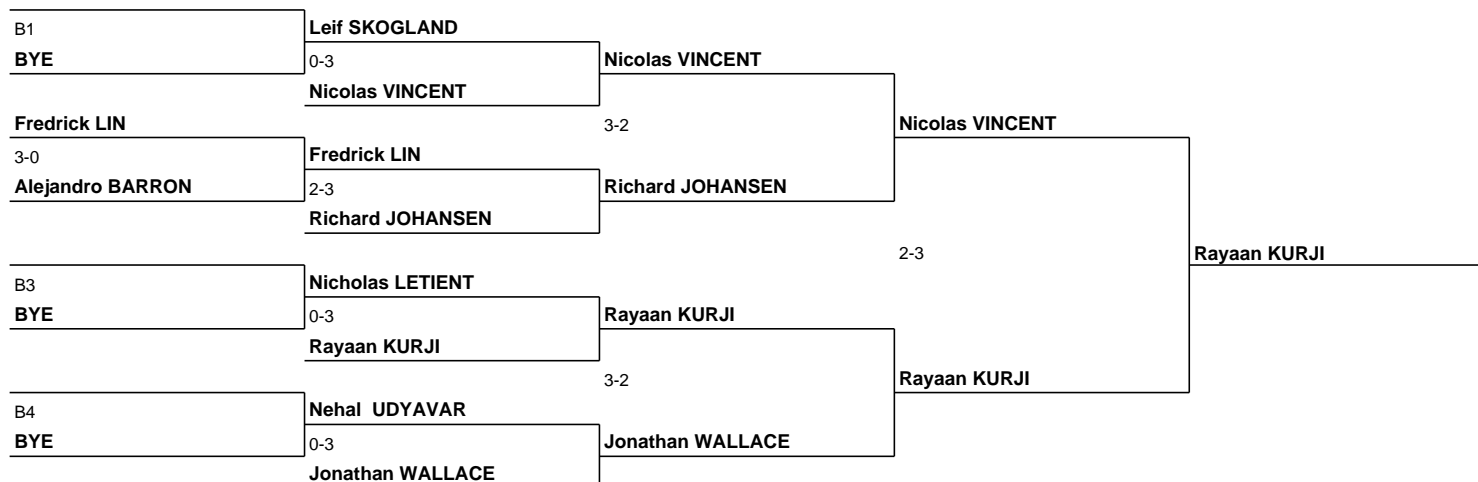 B1
BYE
Leif SKOGLAND
0-3
Nicolas VINCENT
Nicolas VINCENT
Fredrick LIN
3-0
Alejandro BARRON
Fredrick LIN
2-3
Richard JOHANSEN
3-2
Richard JOHANSEN
Nicolas VINCENT
B3
BYE
Nicholas LETIENT
0-3
Rayaan KURJI
Rayaan KURJI
B4
BYE
Nehal  UDYAVAR
0-3
Jonathan WALLACE
3-2
Jonathan WALLACE
Rayaan KURJI
2-3
Rayaan KURJI